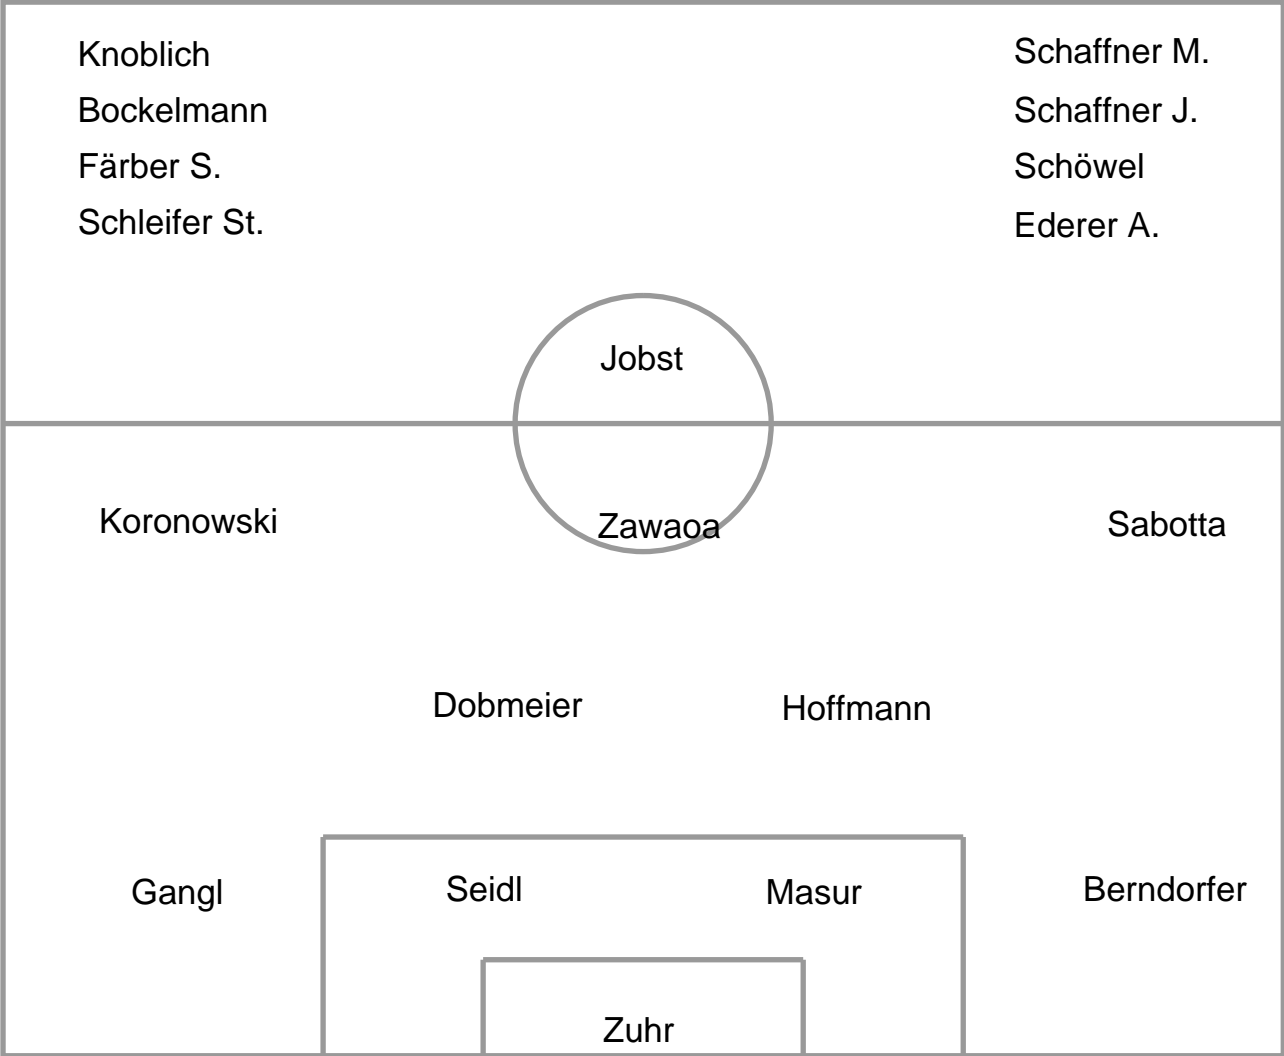 Knoblich
Bockelmann
Färber S.
Schleifer St.
Schaffner M.
Schaffner J.
Schöwel
Ederer A.
Jobst
Koronowski
Zawaoa
Sabotta
Dobmeier
Hoffmann
Gangl
Seidl
Masur
Berndorfer
Zuhr